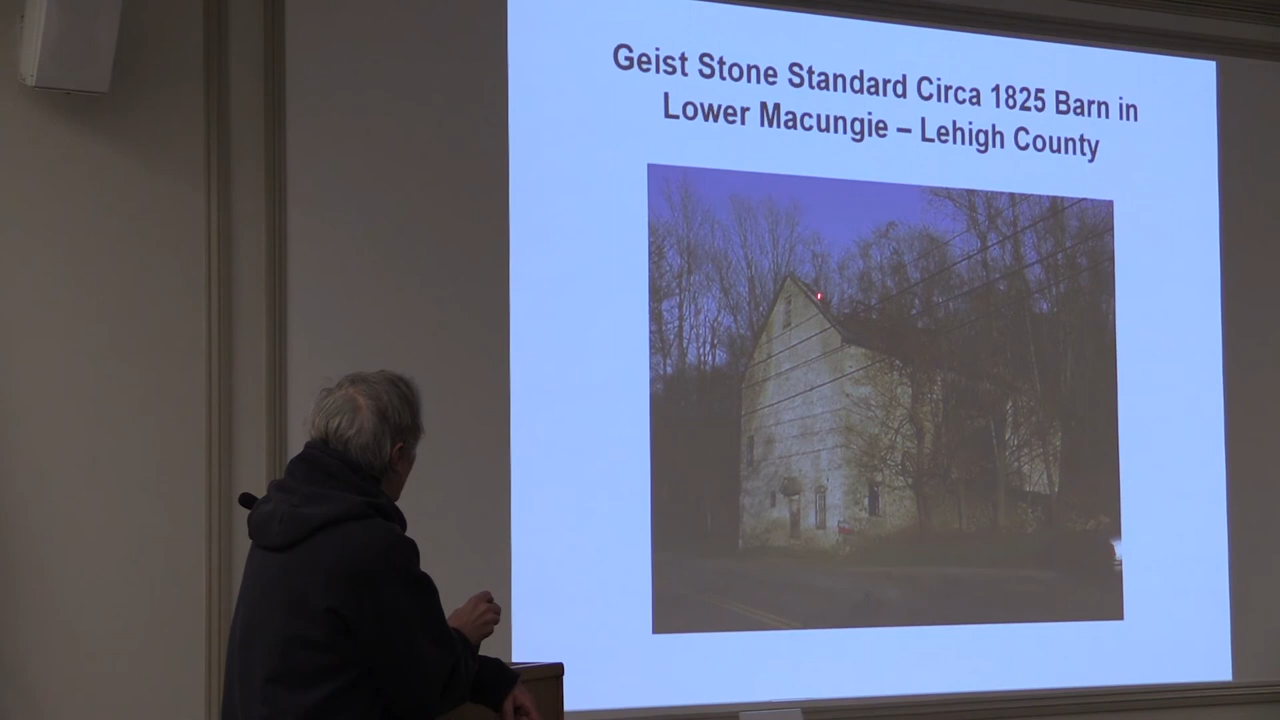 Geist Stone Standard Circa 1825 Barn in
Lower Macungie – Lehigh County